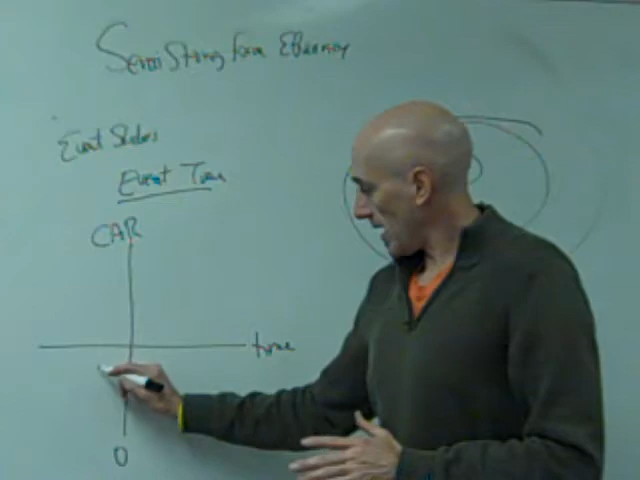 Semi Strong Form Efficiency
Event Studies
Event Time
CAR
time
0